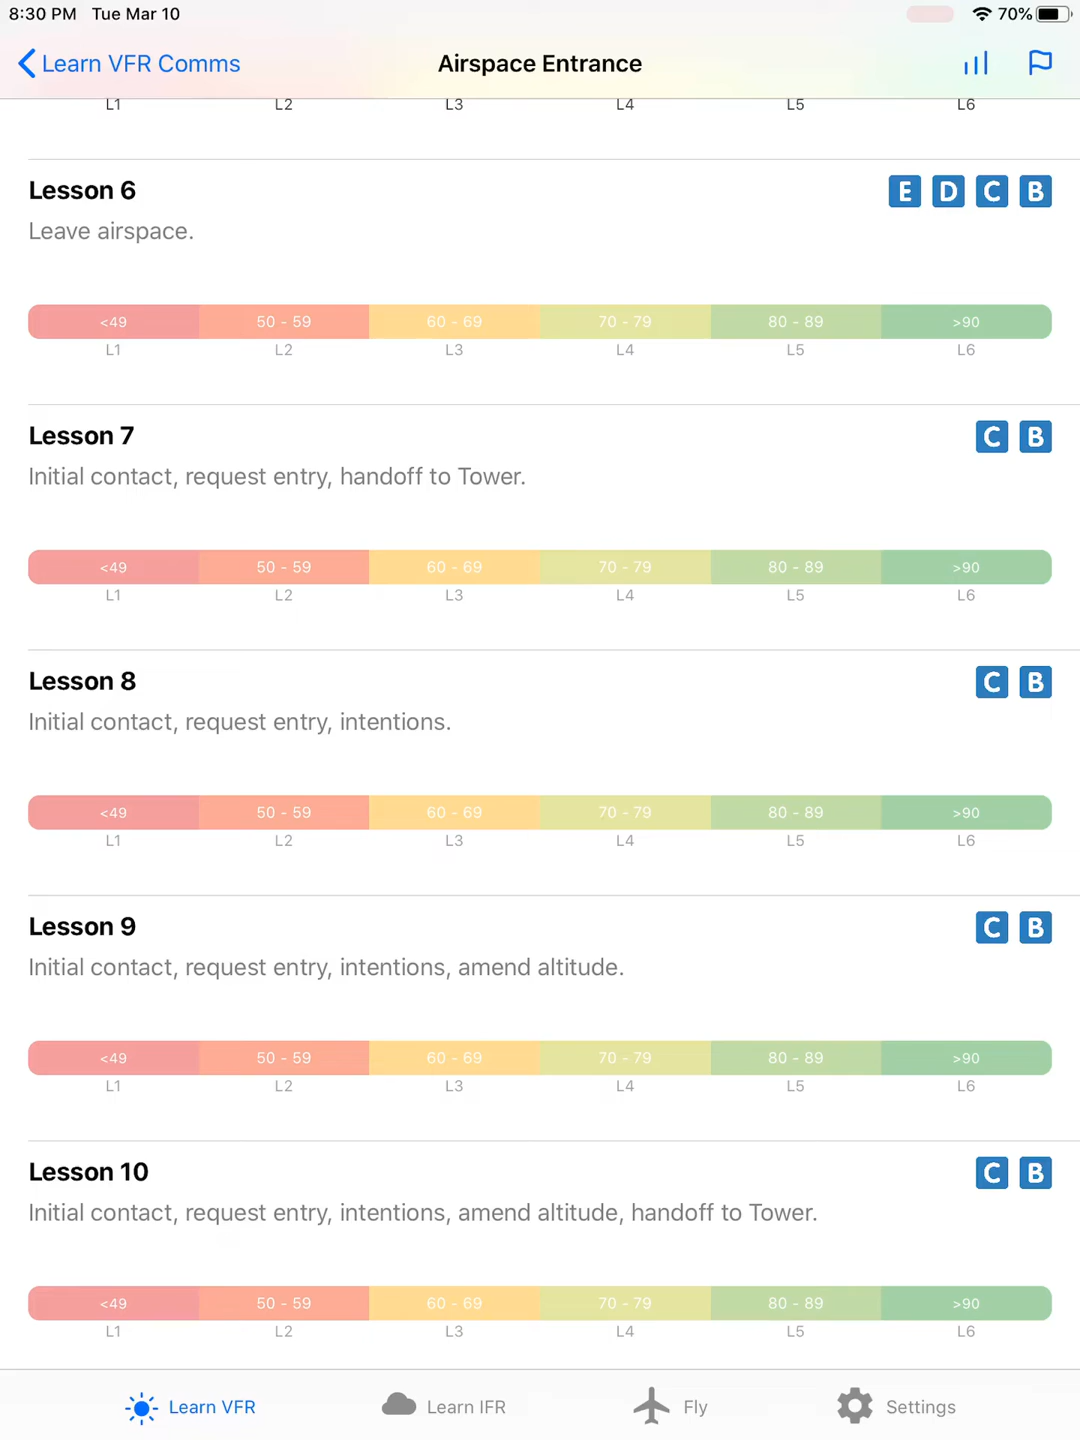 8:30 PM Tue Mar 10 70%
Learn VFR Comms Airspace Entrance
L1 L2 L3 L4 L5 L6
Lesson 6 E D C B
Leave airspace.
<49 50 - 59 60 - 69 70 - 79 80 - 89 >90
L1 L2 L3 L4 L5 L6
Lesson 7 C B
Initial contact, request entry, handoff to Tower.
<49 50 - 59 60 - 69 70 - 79 80 - 89 >90
L1 L2 L3 L4 L5 L6
Lesson 8 C B
Initial contact, request entry, intentions.
<49 50 - 59 60 - 69 70 - 79 80 - 89 >90
L1 L2 L3 L4 L5 L6
Lesson 9 C B
Initial contact, request entry, intentions, amend altitude.
<49 50 - 59 60 - 69 70 - 79 80 - 89 >90
L1 L2 L3 L4 L5 L6
Lesson 10 C B
Initial contact, request entry, intentions, amend altitude, handoff to Tower.
<49 50 - 59 60 - 69 70 - 79 80 - 89 >90
L1 L2 L3 L4 L5 L6
Learn VFR Learn IFR Fly Settings